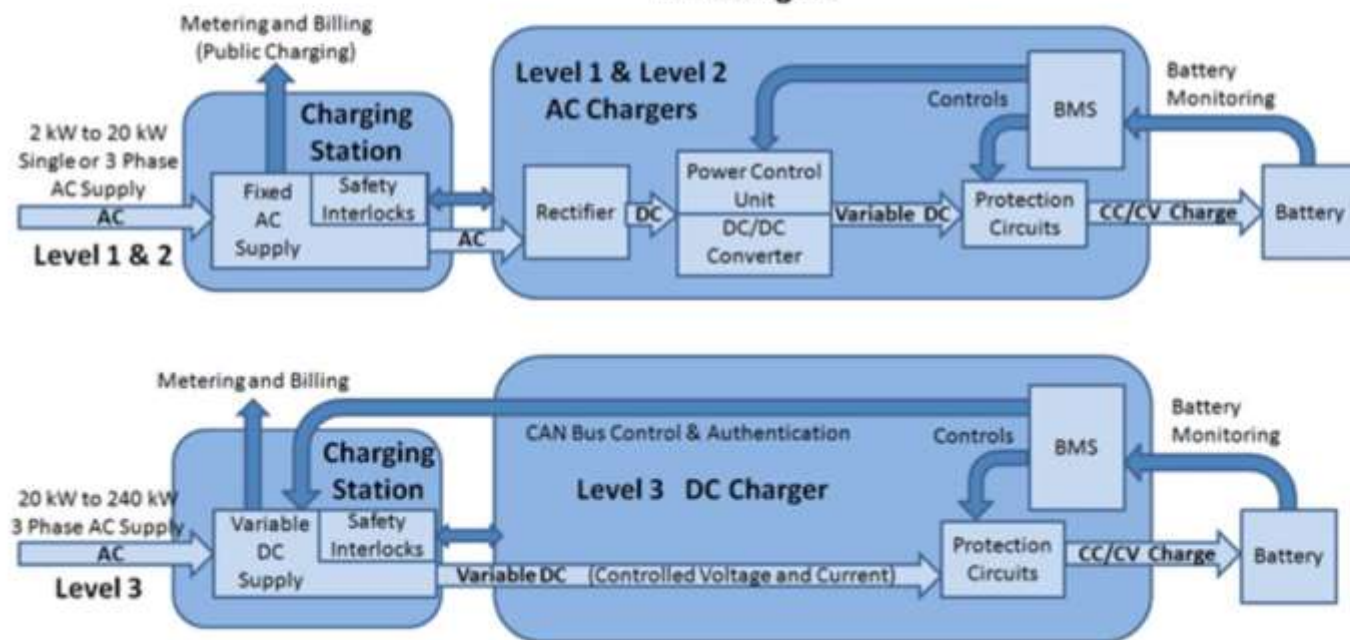 Metering and Billing
(Public Charging)
Level 1 & Level 2
AC Chargers
Charging
Station
2 kW to 20 kW
Single or 3 Phase
AC Supply
AC
Level 1 & 2
Fixed
AC
Supply
Safety
Interlocks
AC
Rectifier
DC
Power Control
Unit
DC/DC
Converter
Variable DC
Controls
BMS
Protection
Circuits
CC/CV Charge
Battery
Monitoring
Battery
Metering and Billing
Charging
Station
20 kW to 240 kW
3 Phase AC Supply
AC
Level 3
Variable
DC
Supply
Safety
Interlocks
CAN Bus Control & Authentication
Level 3 DC Charger
Variable DC (Controlled Voltage and Current)
Controls
BMS
Protection
Circuits
CC/CV Charge
Battery
Monitoring
Battery